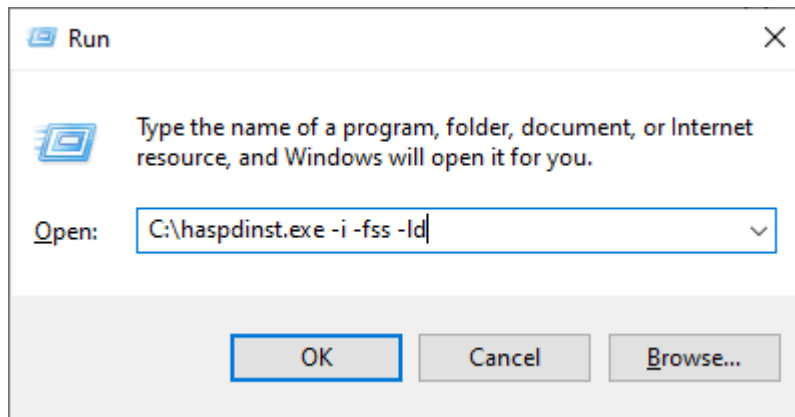 Run
Type the name of a program, folder, document, or Internet
resource, and Windows will open it for you.
Open: C:\haspdinst.exe -i -fss -ld
OK Cancel Browse...